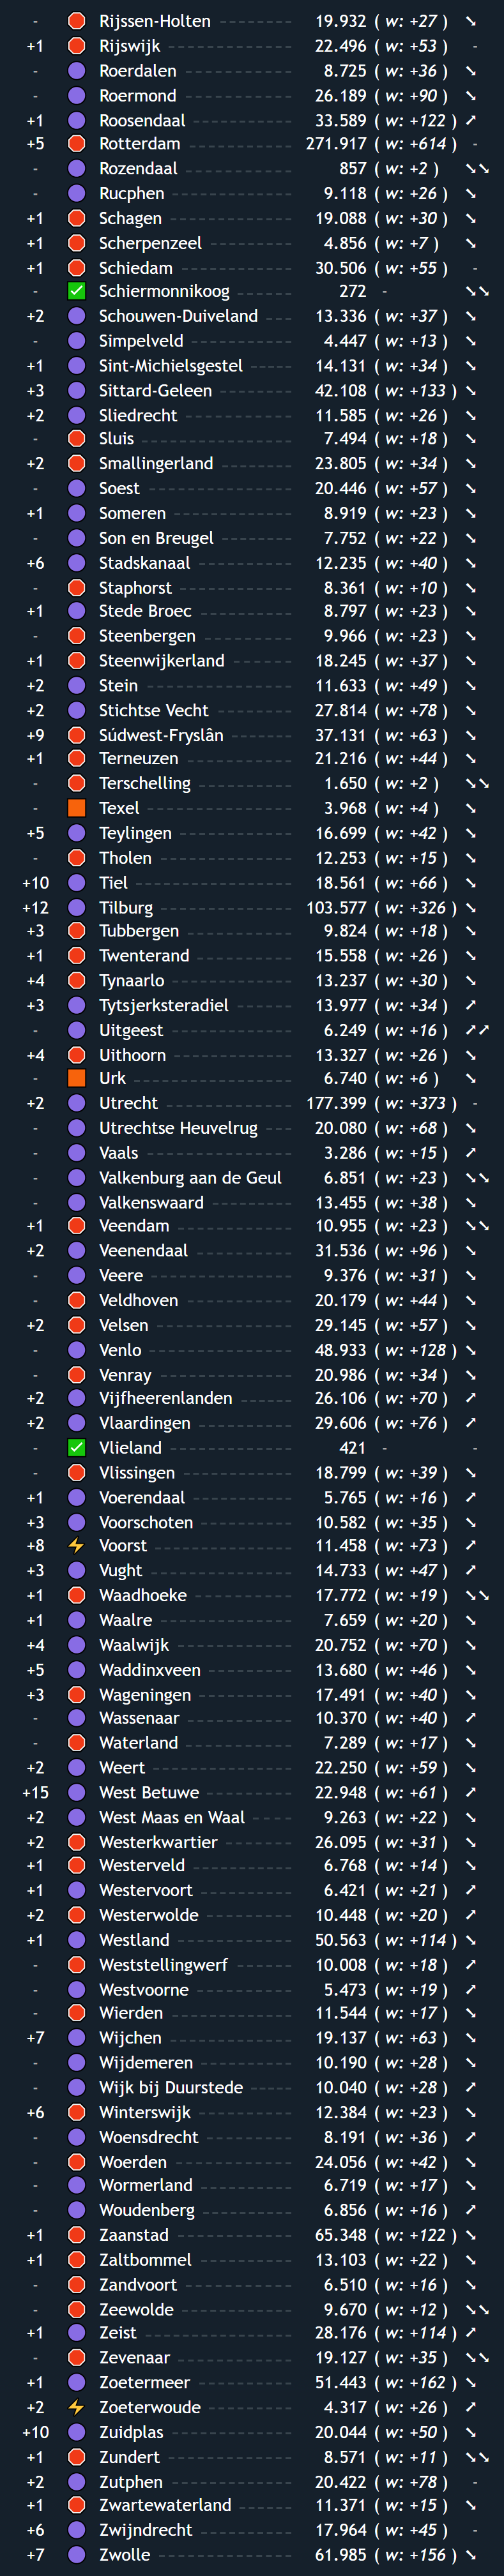 - Rijssen-Holten 19.932 ( w: +27 ) ↘
+1 Rijswijk 22.496 ( w: +53 ) -
- Roerdalen 8.725 ( w: +36 ) ↘
- Roermond 26.189 ( w: +90 ) ↘
+1 Roosendaal 33.589 ( w: +122 ) ↗
+5 Rotterdam 271.917 ( w: +614 ) -
- Rozendaal 857 ( w: +2 ) ↘↘
- Rucphen 9.118 ( w: +26 ) ↘
+1 Schagen 19.088 ( w: +30 ) ↘
+1 Scherpenzeel 4.856 ( w: +7 ) ↘
+1 Schiedam 30.506 ( w: +55 ) -
- Schiermonnikoog 272 - ↘↘
+2 Schouwen-Duiveland 13.336 ( w: +37 ) ↘
- Simpelveld 4.447 ( w: +13 ) ↘
+1 Sint-Michielsgestel 14.131 ( w: +34 ) ↘
+3 Sittard-Geleen 42.108 ( w: +133 ) ↘
+2 Sliedrecht 11.585 ( w: +26 ) ↘
- Sluis 7.494 ( w: +18 ) ↘
+2 Smallingerland 23.805 ( w: +34 ) ↘
- Soest 20.446 ( w: +57 ) ↘
+1 Someren 8.919 ( w: +23 ) ↘
- Son en Breugel 7.752 ( w: +22 ) ↘
+6 Stadskanaal 12.235 ( w: +40 ) ↘
- Staphorst 8.361 ( w: +10 ) ↘
+1 Stede Broec 8.797 ( w: +23 ) ↘
- Steenbergen 9.966 ( w: +23 ) ↘
+1 Steenwijkerland 18.245 ( w: +37 ) ↘
+2 Stein 11.633 ( w: +49 ) ↘
+2 Stichtse Vecht 27.814 ( w: +78 ) ↘
+9 Súdwest-Fryslân 37.131 ( w: +63 ) ↘
+1 Terneuzen 21.216 ( w: +44 ) ↘
- Terschelling 1.650 ( w: +2 ) ↘↘
- Texel 3.968 ( w: +4 ) ↘
+5 Teylingen 16.699 ( w: +42 ) ↘
- Tholen 12.253 ( w: +15 ) ↘
+10 Tiel 18.561 ( w: +66 ) ↘
+12 Tilburg 103.577 ( w: +326 ) ↘
+3 Tubbergen 9.824 ( w: +18 ) ↘
+1 Twenterand 15.558 ( w: +26 ) ↘
+4 Tynaarlo 13.237 ( w: +30 ) ↘
+3 Tytsjerksteradiel 13.977 ( w: +34 ) ↗
- Uitgeest 6.249 ( w: +16 ) ↗↗
+4 Uithoorn 13.327 ( w: +26 ) ↘
- Urk 6.740 ( w: +6 ) ↘
+2 Utrecht 177.399 ( w: +373 ) -
- Utrechtse Heuvelrug 20.080 ( w: +68 ) ↘
- Vaals 3.286 ( w: +15 ) ↗
- Valkenburg aan de Geul 6.851 ( w: +23 ) ↘↘
- Valkenswaard 13.455 ( w: +38 ) ↘
+1 Veendam 10.955 ( w: +23 ) ↘↘
+2 Veenendaal 31.536 ( w: +96 ) ↘
- Veere 9.376 ( w: +31 ) ↘
- Veldhoven 20.179 ( w: +44 ) ↘
+2 Velsen 29.145 ( w: +57 ) ↘
- Venlo 48.933 ( w: +128 ) ↘
- Venray 20.986 ( w: +34 ) ↘
+2 Vijfheerenlanden 26.106 ( w: +70 ) ↗
+2 Vlaardingen 29.606 ( w: +76 ) ↗
- Vlieland 421 - -
- Vlissingen 18.799 ( w: +39 ) ↘
+1 Voerendaal 5.765 ( w: +16 ) ↗
+3 Voorschoten 10.582 ( w: +35 ) ↘
+8 Voorst 11.458 ( w: +73 ) ↗
+3 Vught 14.733 ( w: +47 ) ↗
+1 Waadhoeke 17.772 ( w: +19 ) ↘↘
+1 Waalre 7.659 ( w: +20 ) ↘
+4 Waalwijk 20.752 ( w: +70 ) ↘
+5 Waddinxveen 13.680 ( w: +46 ) ↘
+3 Wageningen 17.491 ( w: +40 ) ↘
- Wassenaar 10.370 ( w: +40 ) ↗
- Waterland 7.289 ( w: +17 ) ↘
+2 Weert 22.250 ( w: +59 ) ↘
+15 West Betuwe 22.948 ( w: +61 ) ↗
+2 West Maas en Waal 9.263 ( w: +22 ) ↘
+2 Westerkwartier 26.095 ( w: +31 ) ↘
+1 Westerveld 6.768 ( w: +14 ) ↘
+1 Westervoort 6.421 ( w: +21 ) ↗
+2 Westerwolde 10.448 ( w: +20 ) ↗
+1 Westland 50.563 ( w: +114 ) ↘
- Weststellingwerf 10.008 ( w: +18 ) ↗
- Westvoorne 5.473 ( w: +19 ) ↗
- Wierden 11.544 ( w: +17 ) ↘
+7 Wijchen 19.137 ( w: +63 ) ↘
- Wijdemeren 10.190 ( w: +28 ) ↘
- Wijk bij Duurstede 10.040 ( w: +28 ) ↗
+6 Winterswijk 12.384 ( w: +23 ) ↘
- Woensdrecht 8.191 ( w: +36 ) ↗
- Woerden 24.056 ( w: +42 ) ↘
- Wormerland 6.719 ( w: +17 ) ↘
- Woudenberg 6.856 ( w: +16 ) ↗
+1 Zaanstad 65.348 ( w: +122 ) ↘
+1 Zaltbommel 13.103 ( w: +22 ) ↘
- Zandvoort 6.510 ( w: +16 ) ↘
- Zeewolde 9.670 ( w: +12 ) ↘↘
+1 Zeist 28.176 ( w: +114 ) ↗
- Zevenaar 19.127 ( w: +35 ) ↘↘
+1 Zoetermeer 51.443 ( w: +162 ) ↘
+2 Zoeterwoude 4.317 ( w: +26 ) ↗
+10 Zuidplas 20.044 ( w: +50 ) ↘
+1 Zundert 8.571 ( w: +11 ) ↘↘
+2 Zutphen 20.422 ( w: +78 ) -
+1 Zwartewaterland 11.371 ( w: +15 ) ↘
+6 Zwijndrecht 17.964 ( w: +45 ) -
+7 Zwolle 61.985 ( w: +156 ) ↘